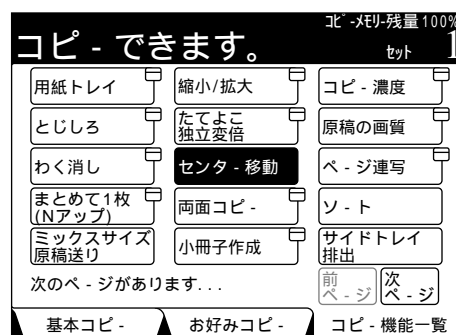 コピ-メモリ-残量100%
コピ-できます。
セット 1
用紙トレイ
縮小/拡大
コピ-濃度
とじしろ
たてよこ
独立変倍
原稿の画質
わく消し
センタ-移動
ペ-ジ連写
まとめて1枚
(Nアップ)
両面コピ-
ソ-ト
ミックスサイズ
原稿送り
小冊子作成
サイドトレイ
排出
次のペ-ジがあります...
前
ペ-ジ
次
ペ-ジ
基本コピ-
お好みコピ-
コピ-機能一覧